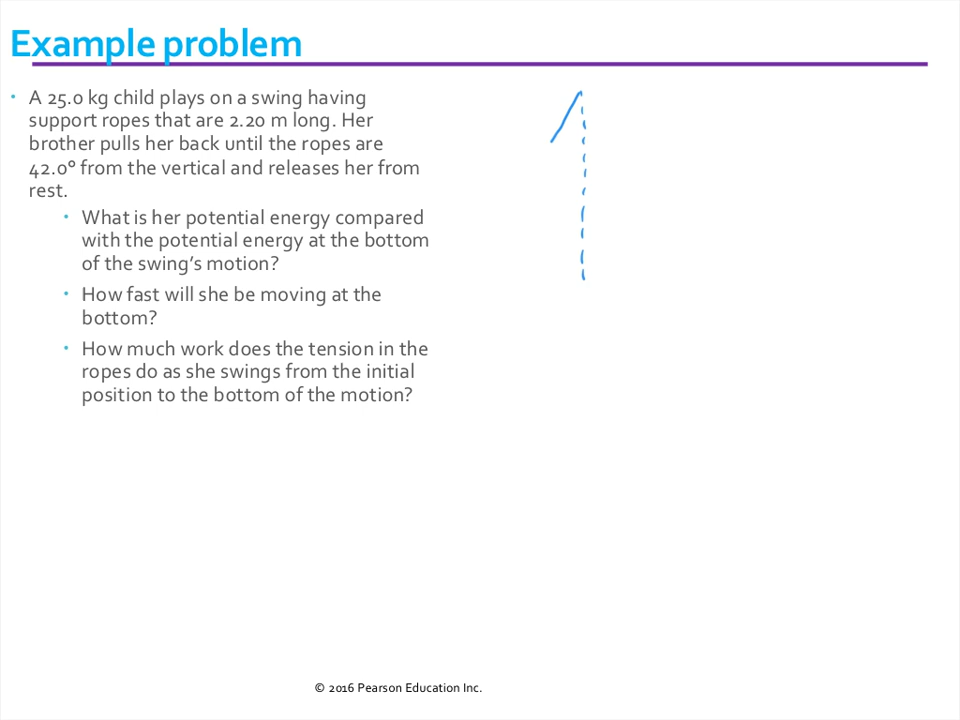 Example problem
• A 25.0 kg child plays on a swing having
support ropes that are 2.20 m long. Her
brother pulls her back until the ropes are
42.0° from the vertical and releases her from
rest.
• What is her potential energy compared
with the potential energy at the bottom
of the swing’s motion?
• How fast will she be moving at the
bottom?
• How much work does the tension in the
ropes do as she swings from the initial
position to the bottom of the motion?
© 2016 Pearson Education Inc.